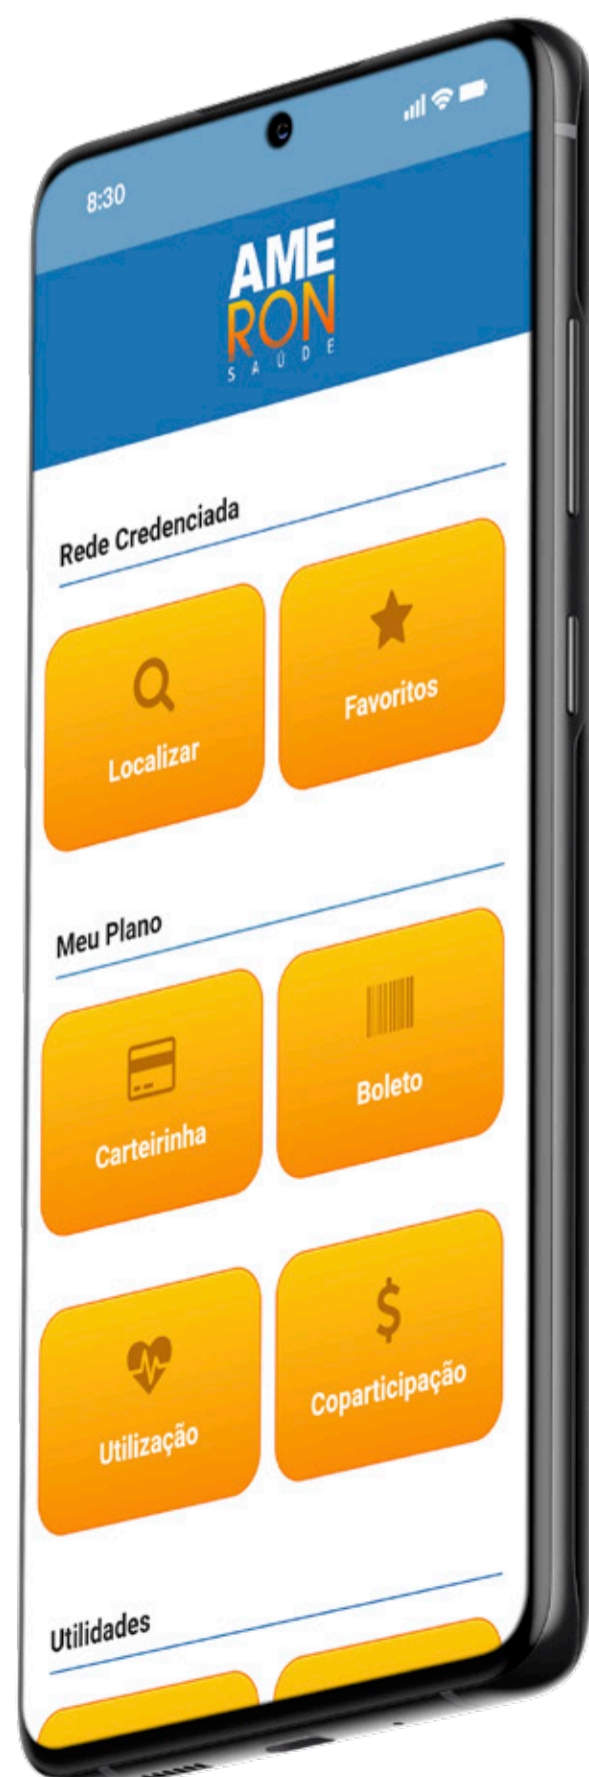 8:30
AME
RON
SAÚDE
Rede Credenciada
Localizar
Favoritos
Meu Plano
Carteirinha
Boleto
Utilização
Coparticipação
Utilidades